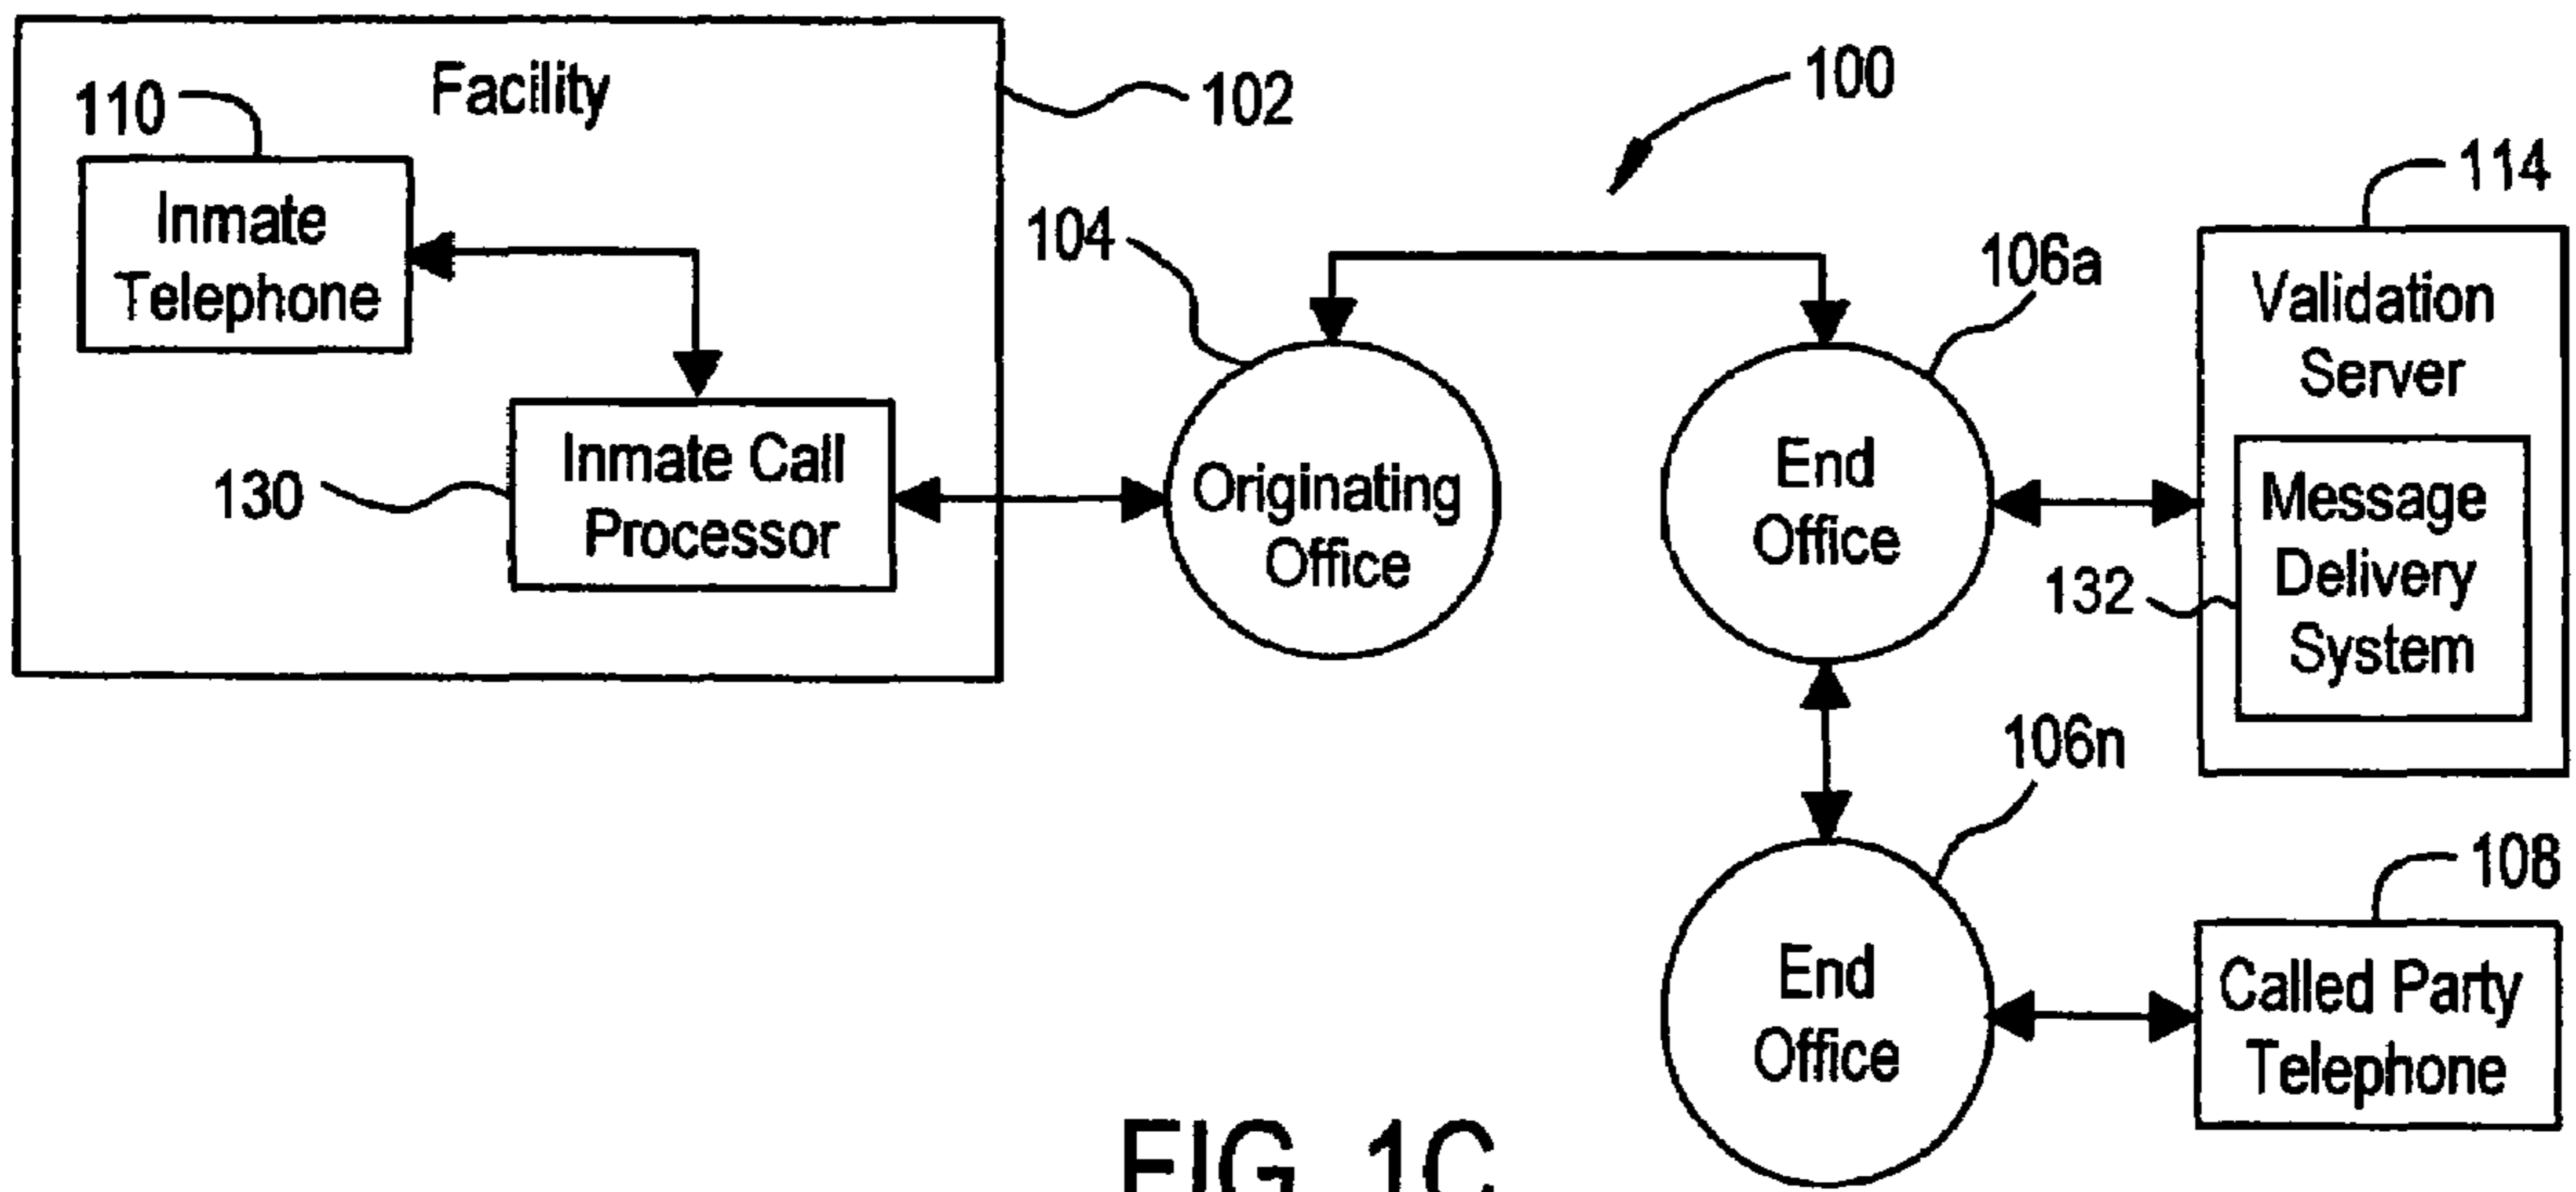 Facility
110
102
100
Inmate
Telephone
114
104
106a
Validation
Server
Inmate Call
Processor
130
Originating
Office
End
Office
Message
Delivery
System
132
106n
108
End
Office
Called Party
Telephone
FIG. 1C